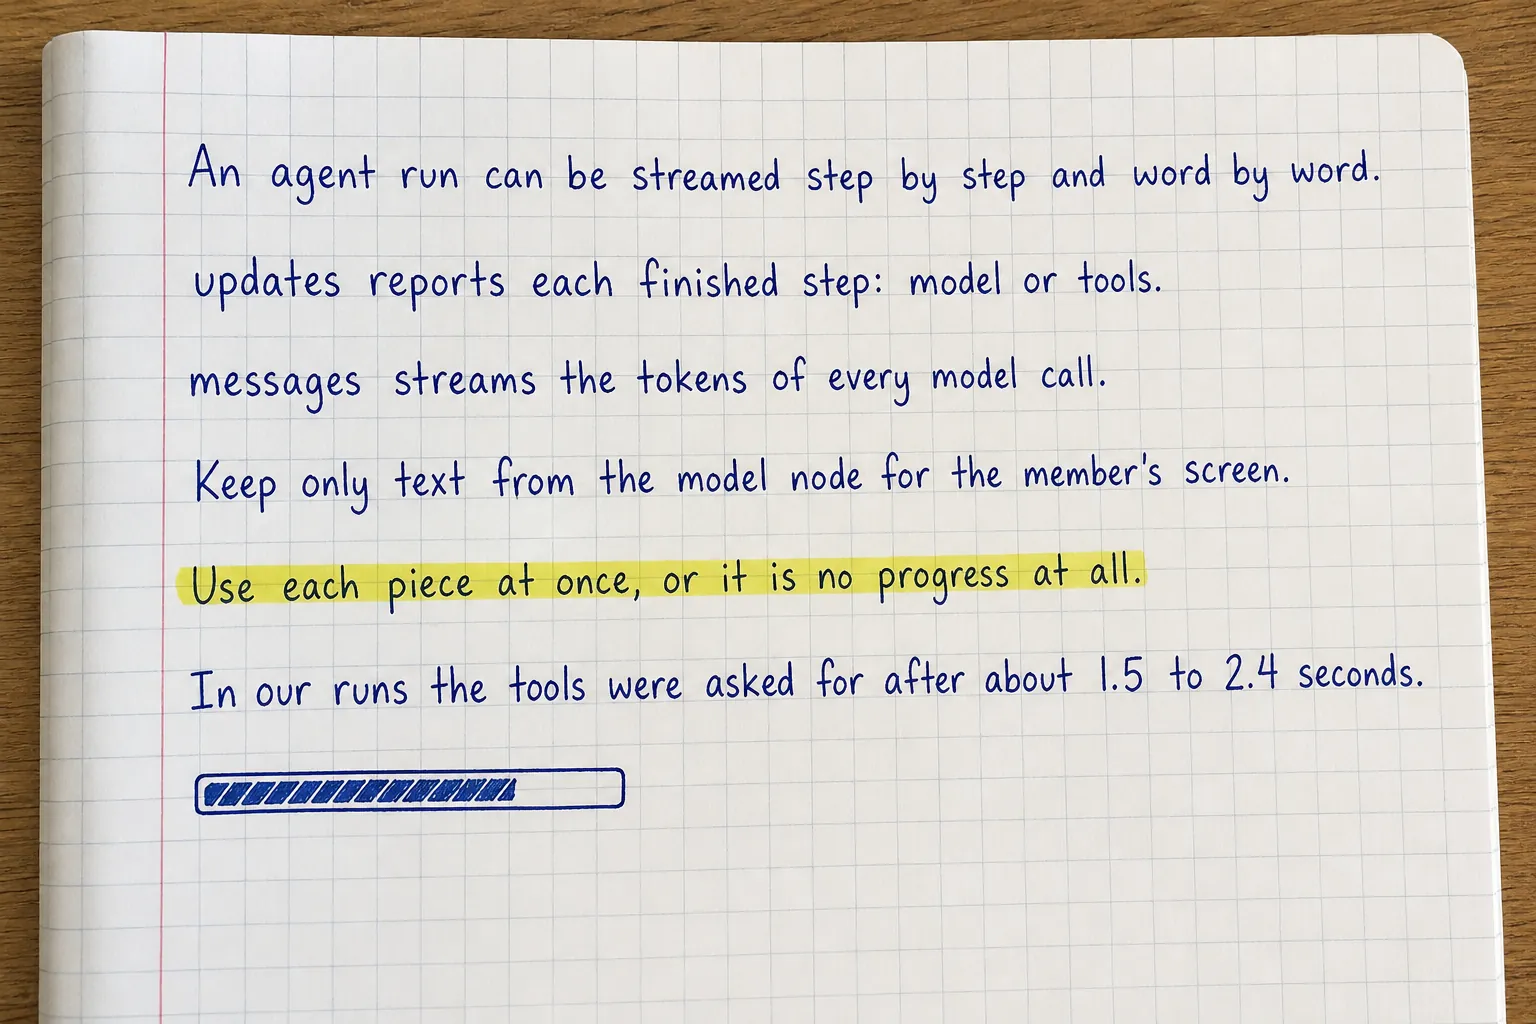 An agent run can be streamed step by step and word by word.
updates reports each finished step: model or tools.
messages streams the tokens of every model call.
Keep only text from the model node for the member's screen.
Use each piece at once, or it is no progress at all.
In our runs the tools were asked for after about 1.5 to 2.4 seconds.